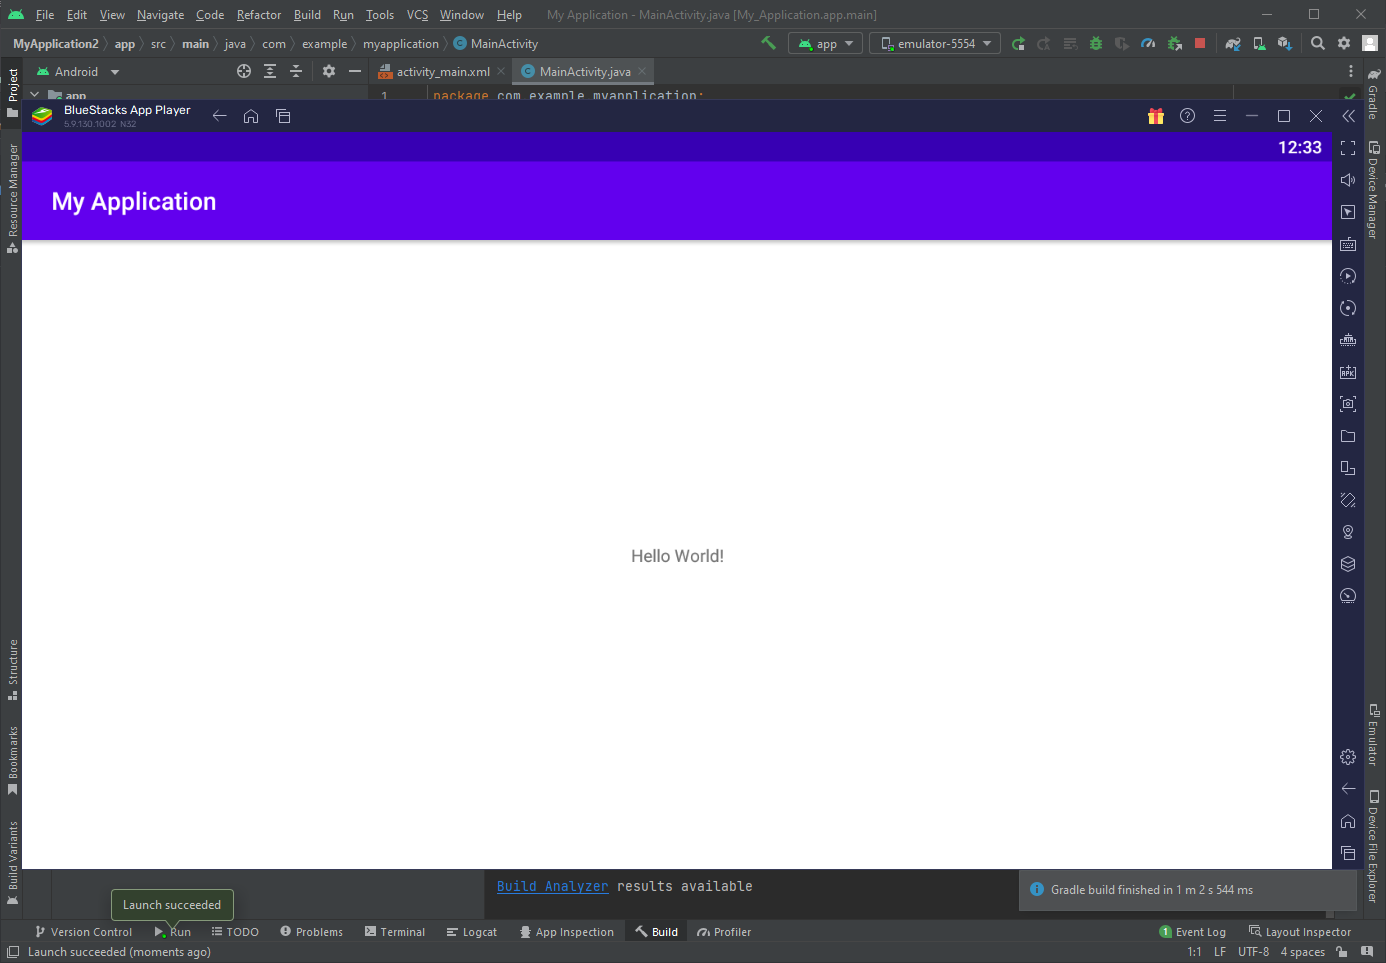 File Edit View Navigate Code Refactor Build Run Tools VCS Window Help My Application - MainActivity.java [My_Application.app.main]
MyApplication2 app src main java com example myapplication MainActivity app emulator-5554
Android activity_main.xml MainActivity.java
app 1 package com.example.myapplication;
BlueStacks App Player
5.9.130.1002 N32
12:33
My Application
Hello World!
Project
Resource Manager
Structure
Bookmarks
Build Variants
Gradle
Device Manager
Emulator
Device File Explorer
RTN
APK
Build Analyzer results available
Gradle build finished in 1 m 2 s 544 ms
Launch succeeded
Version Control Run TODO Problems Terminal Logcat App Inspection Build Profiler 1 Event Log Layout Inspector
Launch succeeded (moments ago) 1:1 LF UTF-8 4 spaces